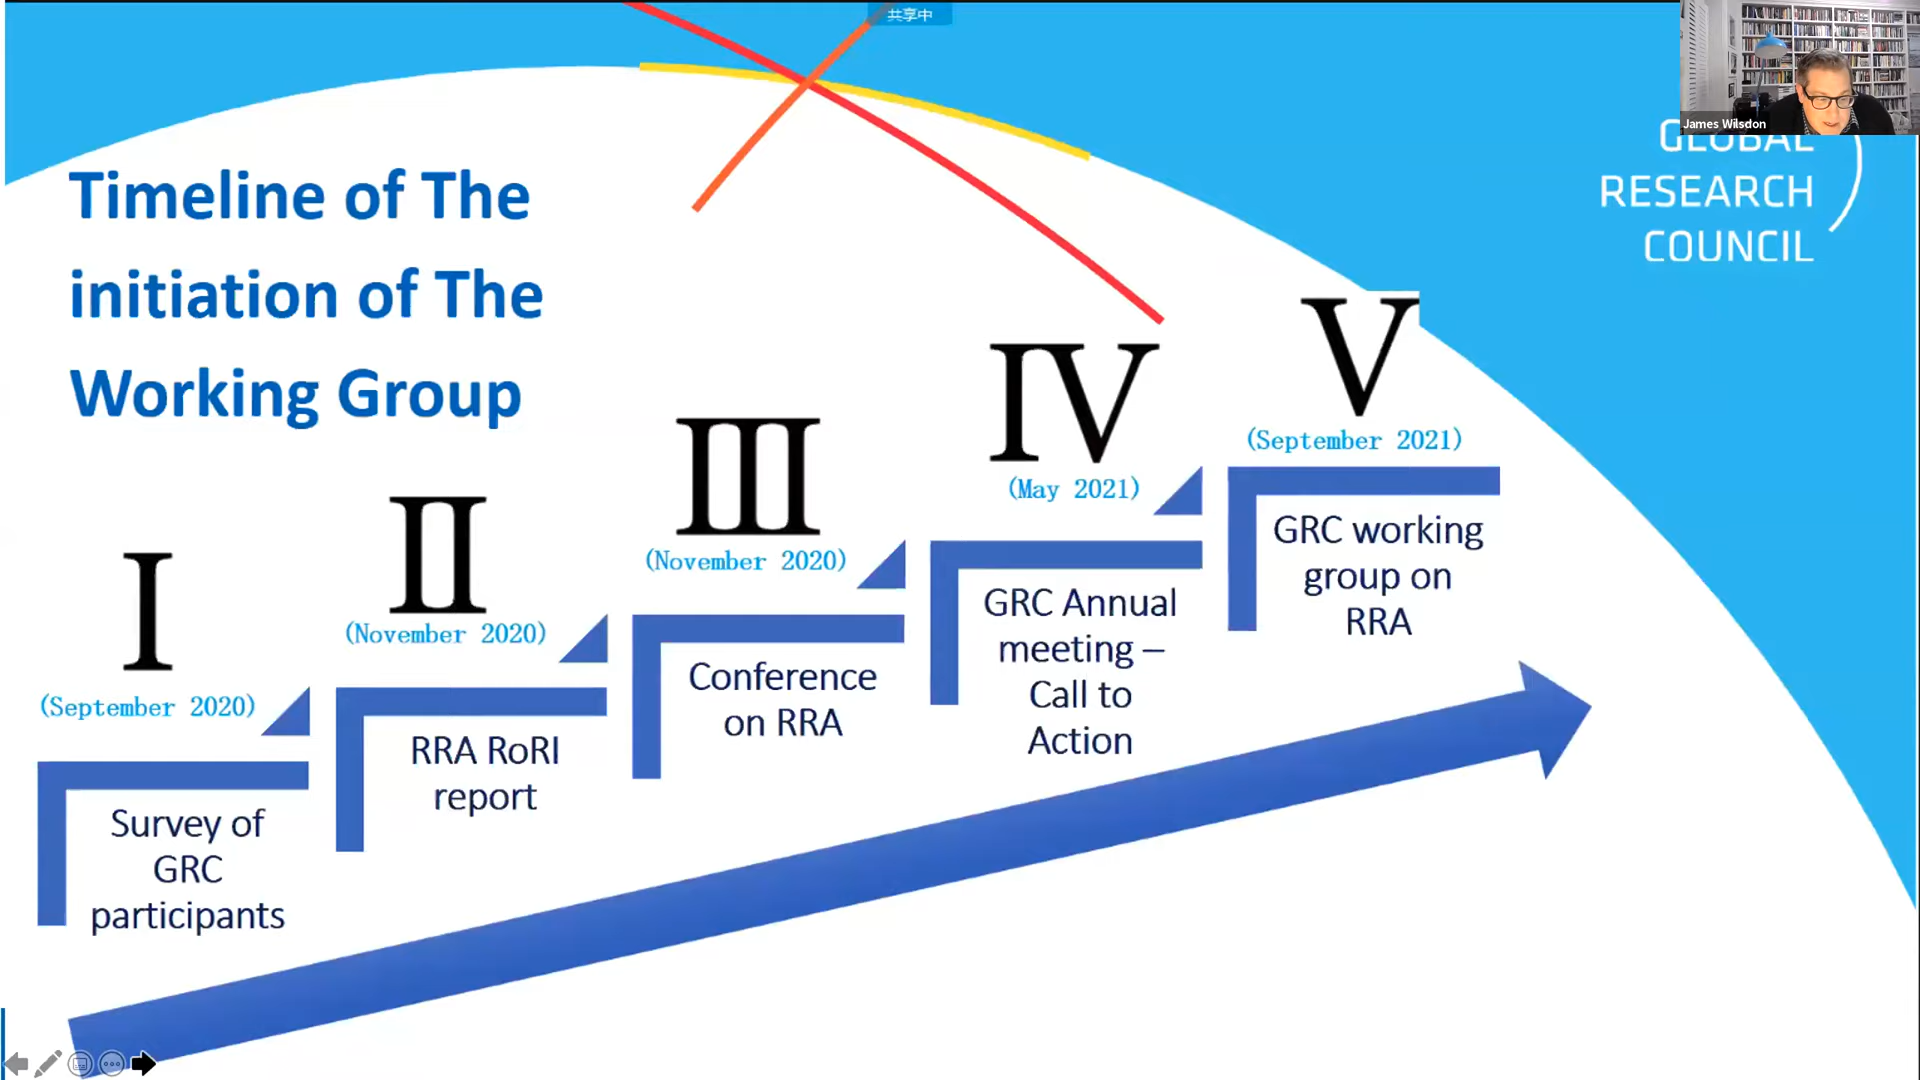 共享中
James Wilsdon
GLOBAL
RESEARCH
COUNCIL
Timeline of The
initiation of The
Working Group
I
(September 2020)
Survey of
GRC
participants
II
(November 2020)
RRA RoRI
report
III
(November 2020)
Conference
on RRA
IV
(May 2021)
GRC Annual
meeting –
Call to
Action
V
(September 2021)
GRC working
group on
RRA